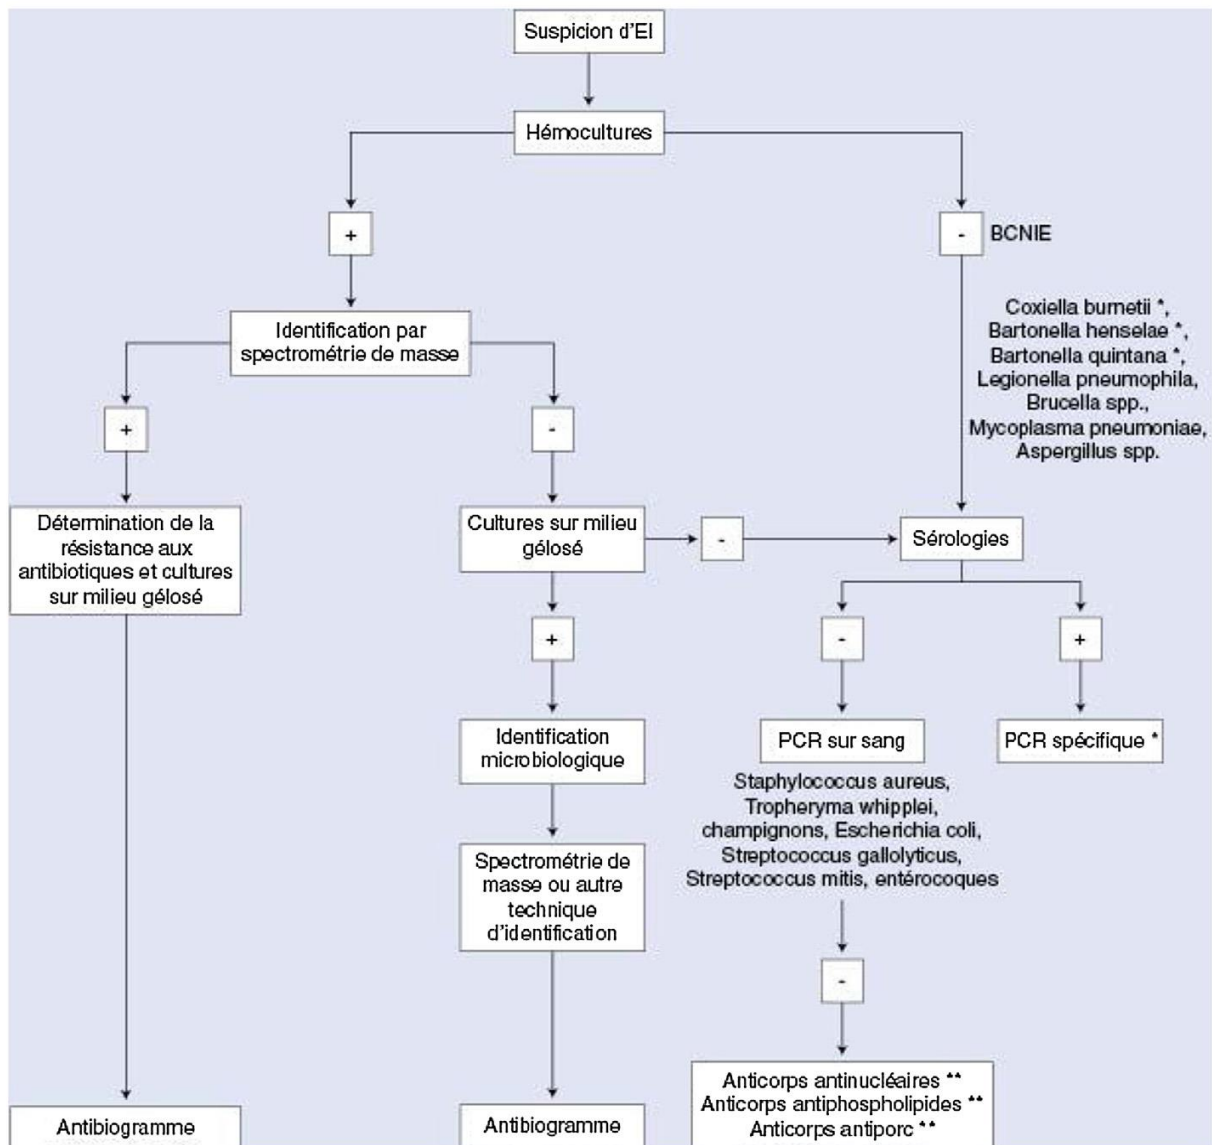 Suspicion d'EI
Hémocultures
+
-
BCNIE
Identification par
spectrométrie de masse
Coxiella burnetii *,
Bartonella henselae *,
Bartonella quintana *,
Legionella pneumophila,
Brucella spp.,
Mycoplasma pneumoniae,
Aspergillus spp.
+
-
Détermination de la
résistance aux
antibiotiques et cultures
sur milieu gélosé
Cultures sur milieu
gélosé
-
Sérologies
+
-
+
Identification
microbiologique
PCR sur sang
PCR spécifique *
Staphylococcus aureus,
Tropheryma whipplei,
champignons, Escherichia coli,
Streptococcus gallolyticus,
Streptococcus mitis, entérocoques
Spectrométrie de
masse ou autre
technique
d'identification
-
Anticorps antinucléaires **
Anticorps antiphospholipides **
Anticorps antiporc **
Antibiogramme
Antibiogramme